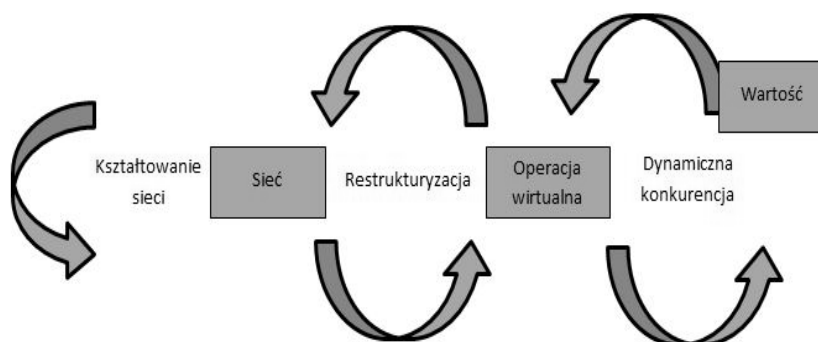 Kształtowanie
sieci
Sieć
Restrukturyzacja
Operacja
wirtualna
Dynamiczna
konkurencja
Wartość